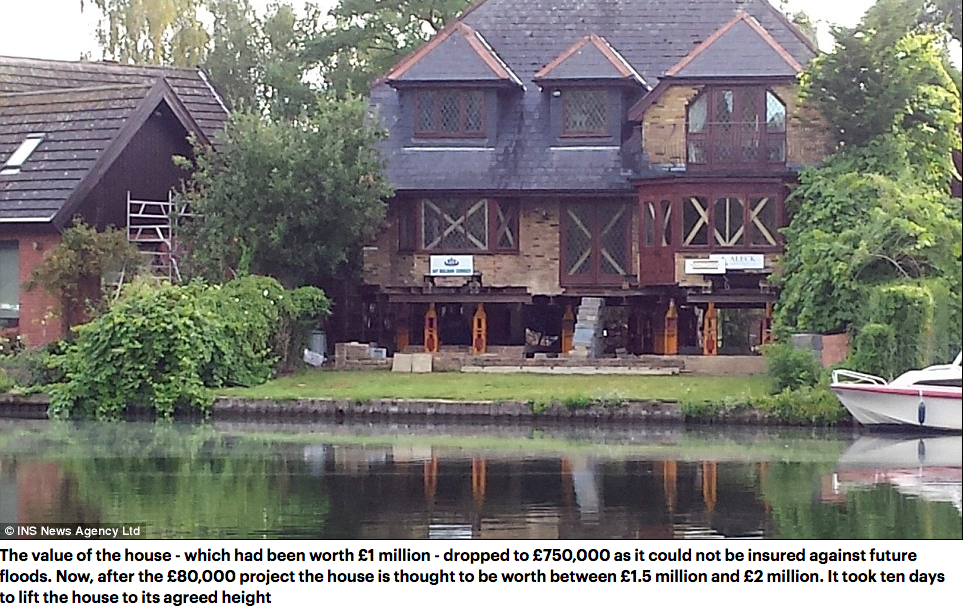 © INS News Agency Ltd
The value of the house - which had been worth £1 million - dropped to £750,000 as it could not be insured against future
floods. Now, after the £80,000 project the house is thought to be worth between £1.5 million and £2 million. It took ten days
to lift the house to its agreed height